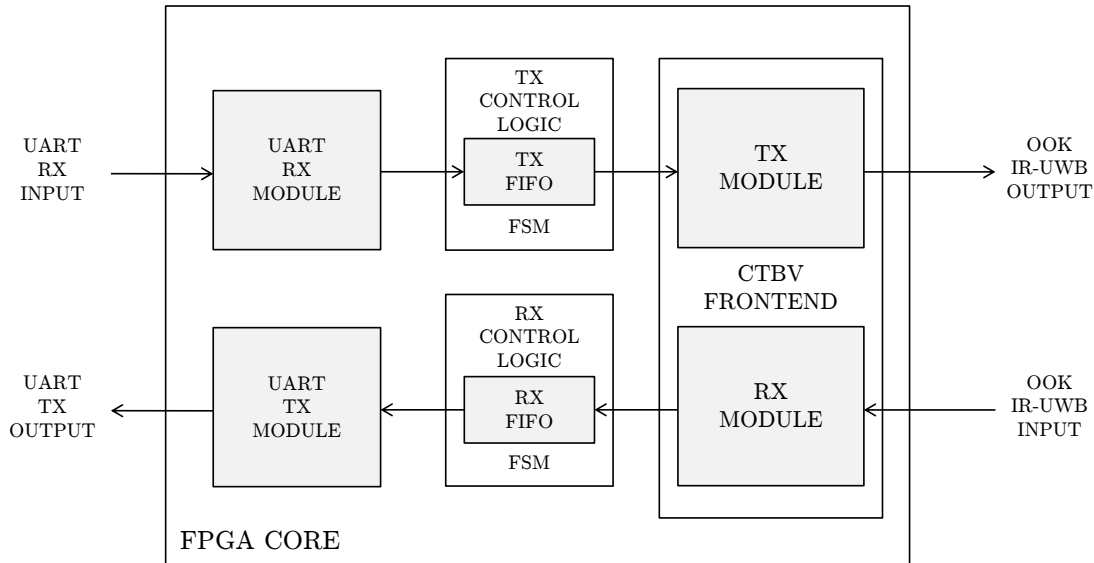 UART
RX
INPUT
UART
RX
MODULE
TX
CONTROL
LOGIC
TX
FIFO
FSM
TX
MODULE
OOK
IR-UWB
OUTPUT
CTBV
FRONTEND
UART
TX
OUTPUT
UART
TX
MODULE
RX
CONTROL
LOGIC
RX
FIFO
FSM
RX
MODULE
OOK
IR-UWB
INPUT
FPGA CORE